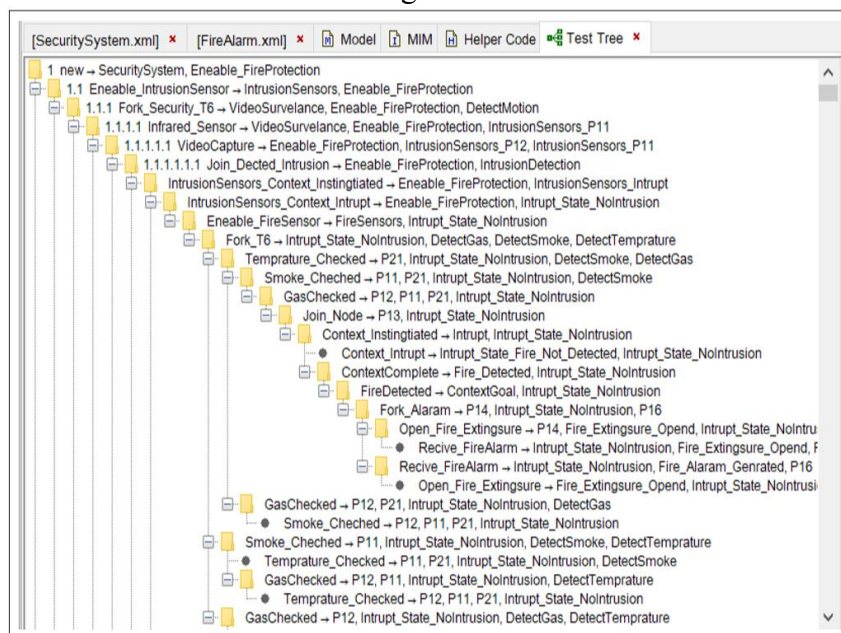 [SecuritySystem.xml] × [FireAlarm.xml] × M Model I MIM H Helper Code Test Tree ×
1 new → SecuritySystem, Eneable_FireProtection
1.1 Eneable_IntrusionSensor → IntrusionSensors, Eneable_FireProtection
1.1.1 Fork_Security_T6 → VideoSurvelance, Eneable_FireProtection, DetectMotion
1.1.1.1 Infrared_Sensor → VideoSurvelance, Eneable_FireProtection, IntrusionSensors_P11
1.1.1.1.1 VideoCapture → Eneable_FireProtection, IntrusionSensors_P12, IntrusionSensors_P11
1.1.1.1.1.1 Join_Dected_Intrusion → Eneable_FireProtection, IntrusionDetection
IntrusionSensors_Context_Instingtiated → Eneable_FireProtection, IntrusionSensors_Intrupt
IntrusionSensors_Context_Intrupt → Eneable_FireProtection, Intrupt_State_NoIntrusion
Eneable_FireSensor → FireSensors, Intrupt_State_NoIntrusion
Fork_T6 → Intrupt_State_NoIntrusion, DetectGas, DetectSmoke, DetectTemprature
Temprature_Checked → P21, Intrupt_State_NoIntrusion, DetectSmoke, DetectGas
Smoke_Cheched → P11, P21, Intrupt_State_NoIntrusion, DetectSmoke
GasChecked → P12, P11, P21, Intrupt_State_NoIntrusion
Join_Node → P13, Intrupt_State_NoIntrusion
Context_Instingtiated → Intrupt, Intrupt_State_NoIntrusion
Context_Intrupt → Intrupt_State_Fire_Not_Detected, Intrupt_State_NoIntrusion
ContextComplete → Fire_Detected, Intrupt_State_NoIntrusion
FireDetected → ContextGoal, Intrupt_State_NoIntrusion
Fork_Alaram → P14, Intrupt_State_NoIntrusion, P16
Open_Fire_Extingsure → P14, Fire_Extingsure_Opend, Intrupt_State_NoIntrus
Recive_FireAlarm → Intrupt_State_NoIntrusion, Fire_Extingsure_Opend, F
Recive_FireAlarm → Intrupt_State_NoIntrusion, Fire_Alaram_Genrated, P16
Open_Fire_Extingsure → Fire_Extingsure_Opend, Intrupt_State_NoIntrusi
GasChecked → P12, P21, Intrupt_State_NoIntrusion, DetectGas
Smoke_Cheched → P12, P11, P21, Intrupt_State_NoIntrusion
Smoke_Cheched → P11, Intrupt_State_NoIntrusion, DetectSmoke, DetectTemprature
Temprature_Checked → P11, P21, Intrupt_State_NoIntrusion, DetectSmoke
GasChecked → P12, P11, Intrupt_State_NoIntrusion, DetectTemprature
Temprature_Checked → P12, P11, P21, Intrupt_State_NoIntrusion
GasChecked → P12, Intrupt_State_NoIntrusion, DetectGas, DetectTemprature